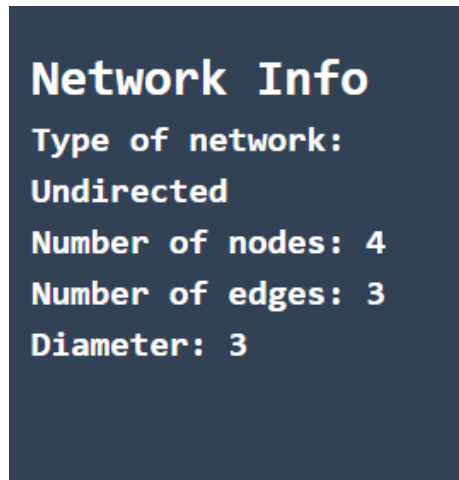 Network Info
Type of network:
Undirected
Number of nodes: 4
Number of edges: 3
Diameter: 3